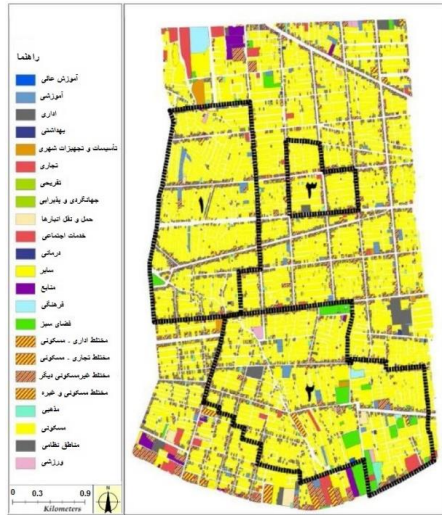 راهنما
آموزش عالی
آموزشی
اداری
بهداشتی
تأسیسات و تجهیزات شهری
تجاری
تفریحی
جهانگردی و پذیرایی
حمل و نقل انبارها
خدمات اجتماعی
درمانی
سایر
صنایع
فرهنگی
فضای سبز
مختلط اداری - مسکونی
مختلط تجاری - مسکونی
مختلط غیرمسکونی دیگر
مختلط مسکونی و غیره
مذهبی
مسکونی
مناطق نظامی
ورزشی
0 0.3 0.9
Kilometers
N
۱
۳
۲